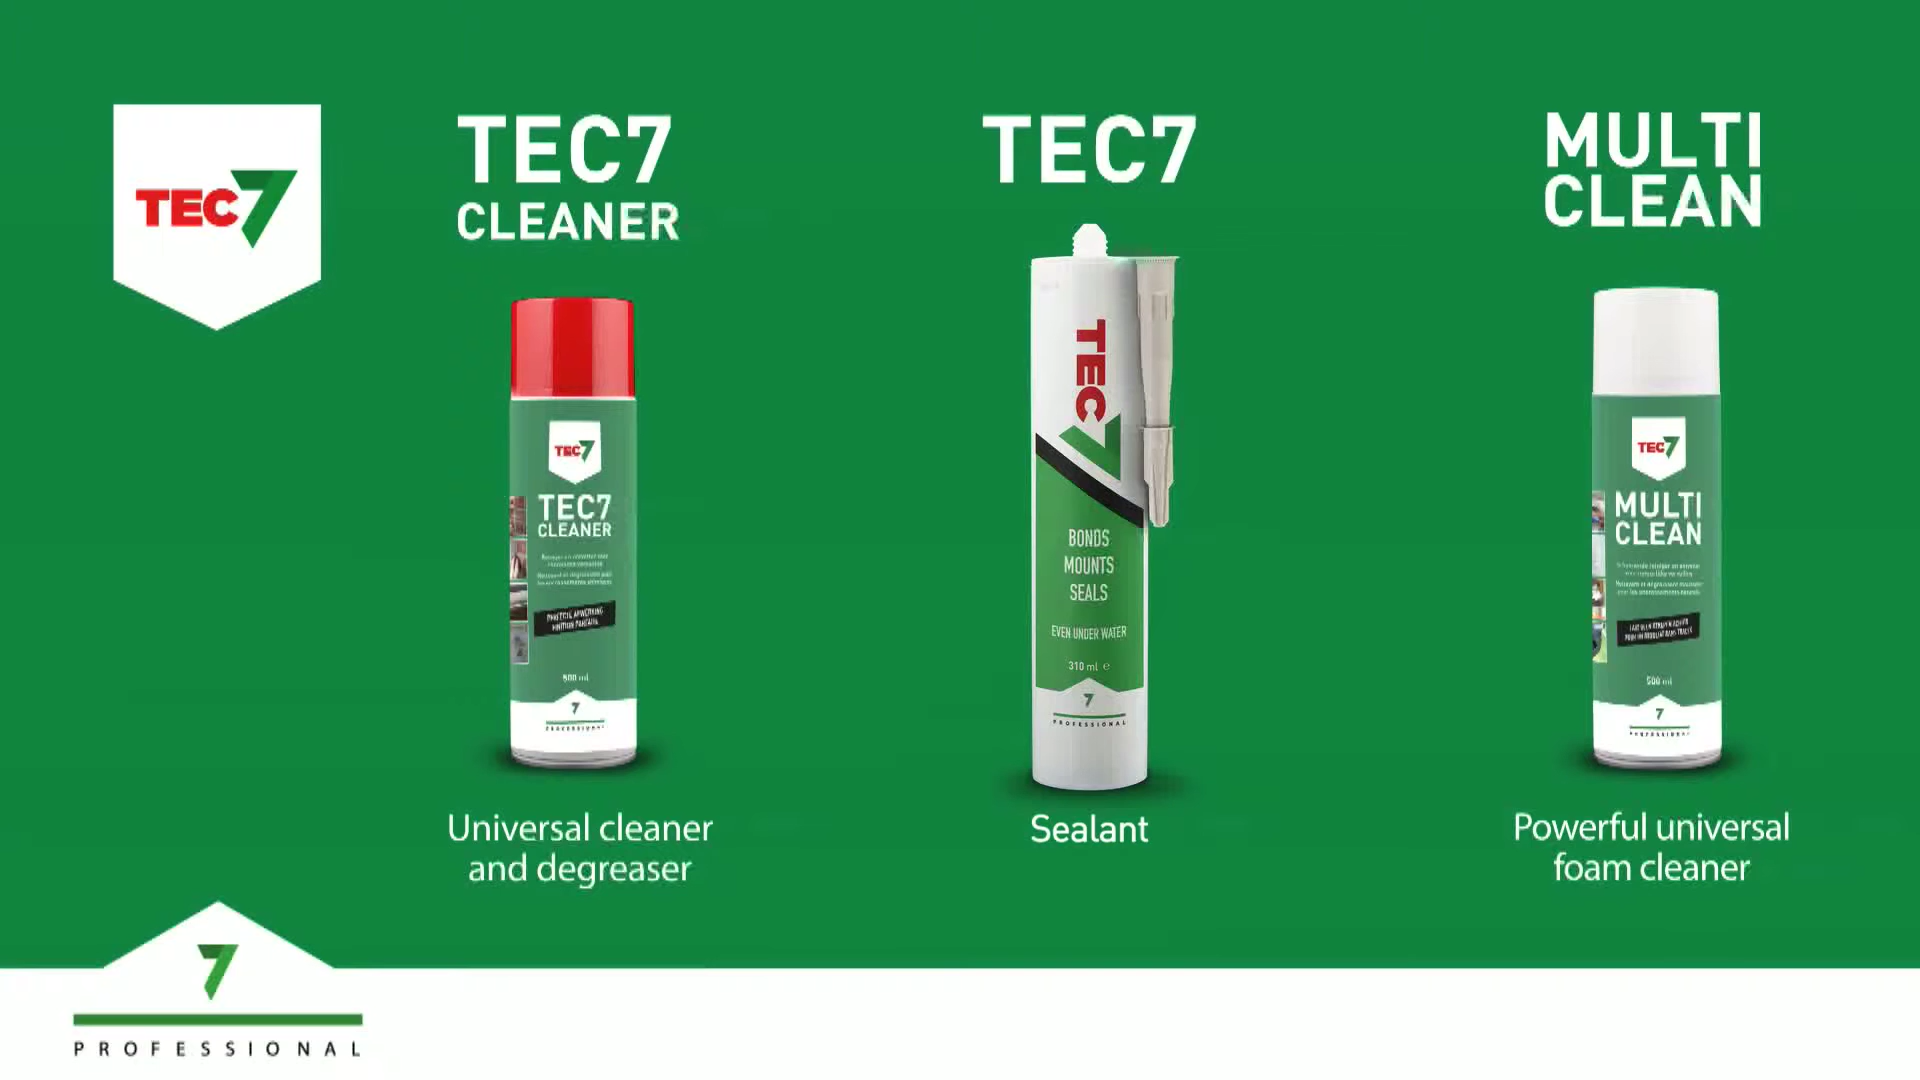 TEC7
TEC7
CLEANER
TEC7
CLEANER
500 ml
7
PROFESSIONAL
Universal cleaner
and degreaser
TEC7
TEC7
BONDS
MOUNTS
SEALS
EVEN UNDER WATER
310 ml e
7
PROFESSIONAL
Sealant
MULTI
CLEAN
TEC7
MULTI
CLEAN
500 ml
7
PROFESSIONAL
Powerful universal
foam cleaner
7
PROFESSIONAL